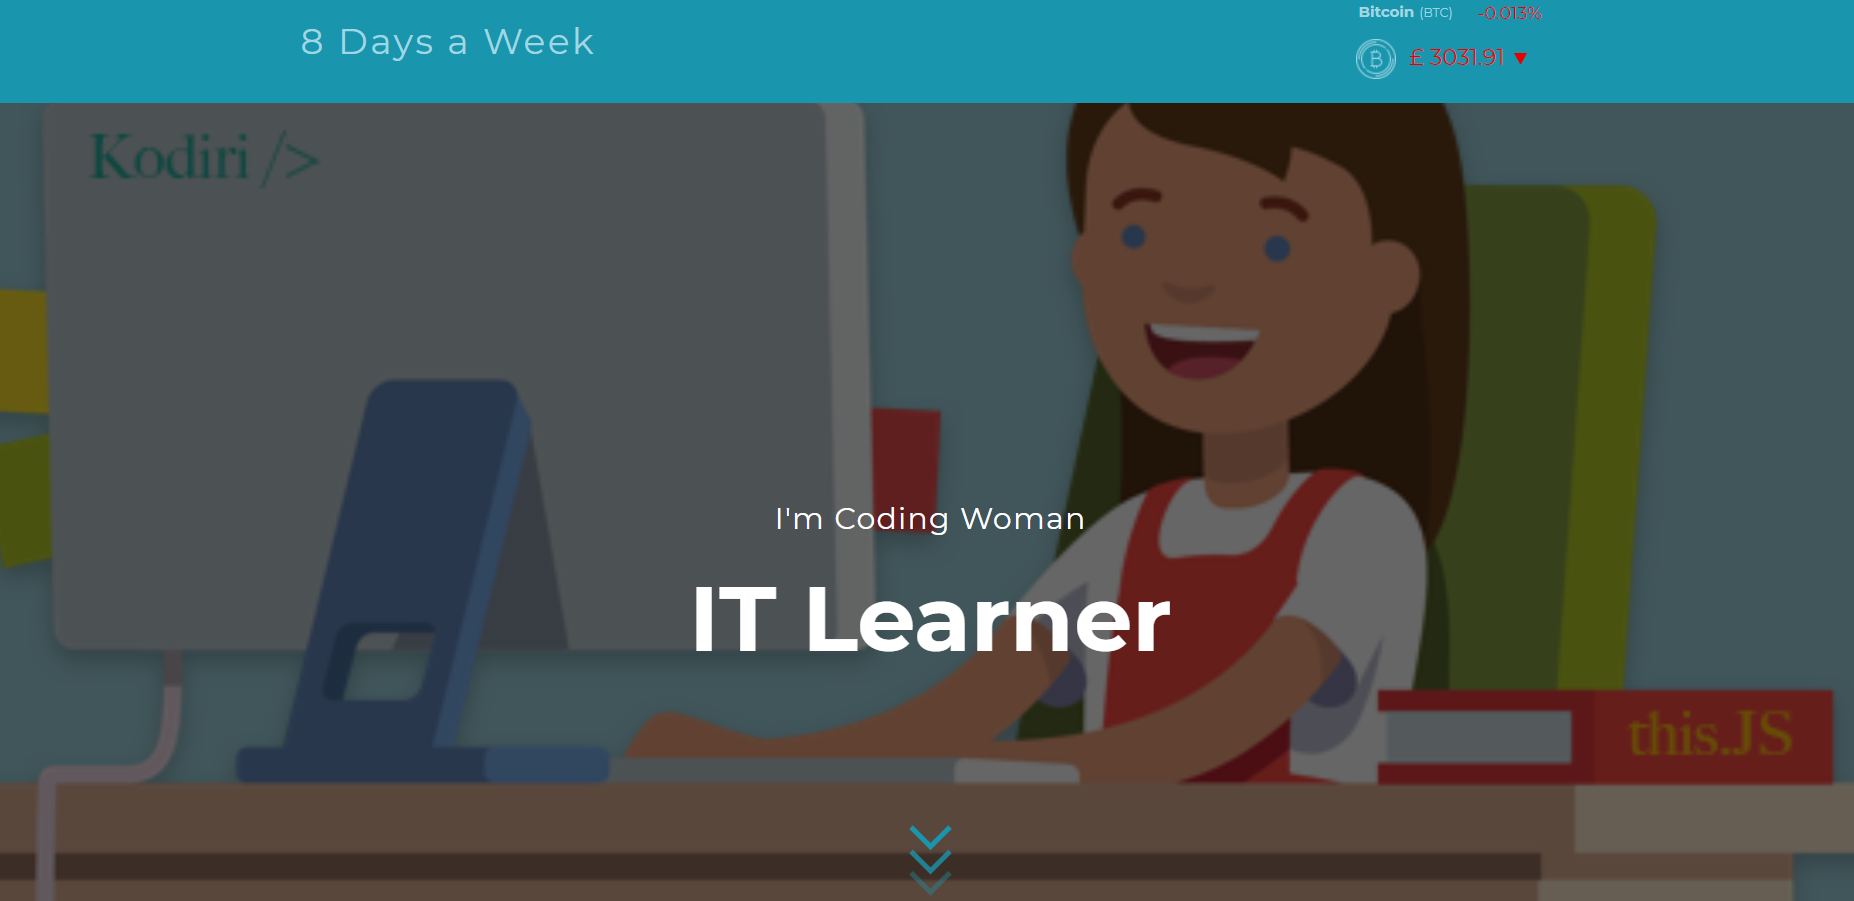 8 Days a Week
Bitcoin (BTC) -0.013%
£ 3031.91
Kodiri />
I'm Coding Woman
IT Learner
this.JS